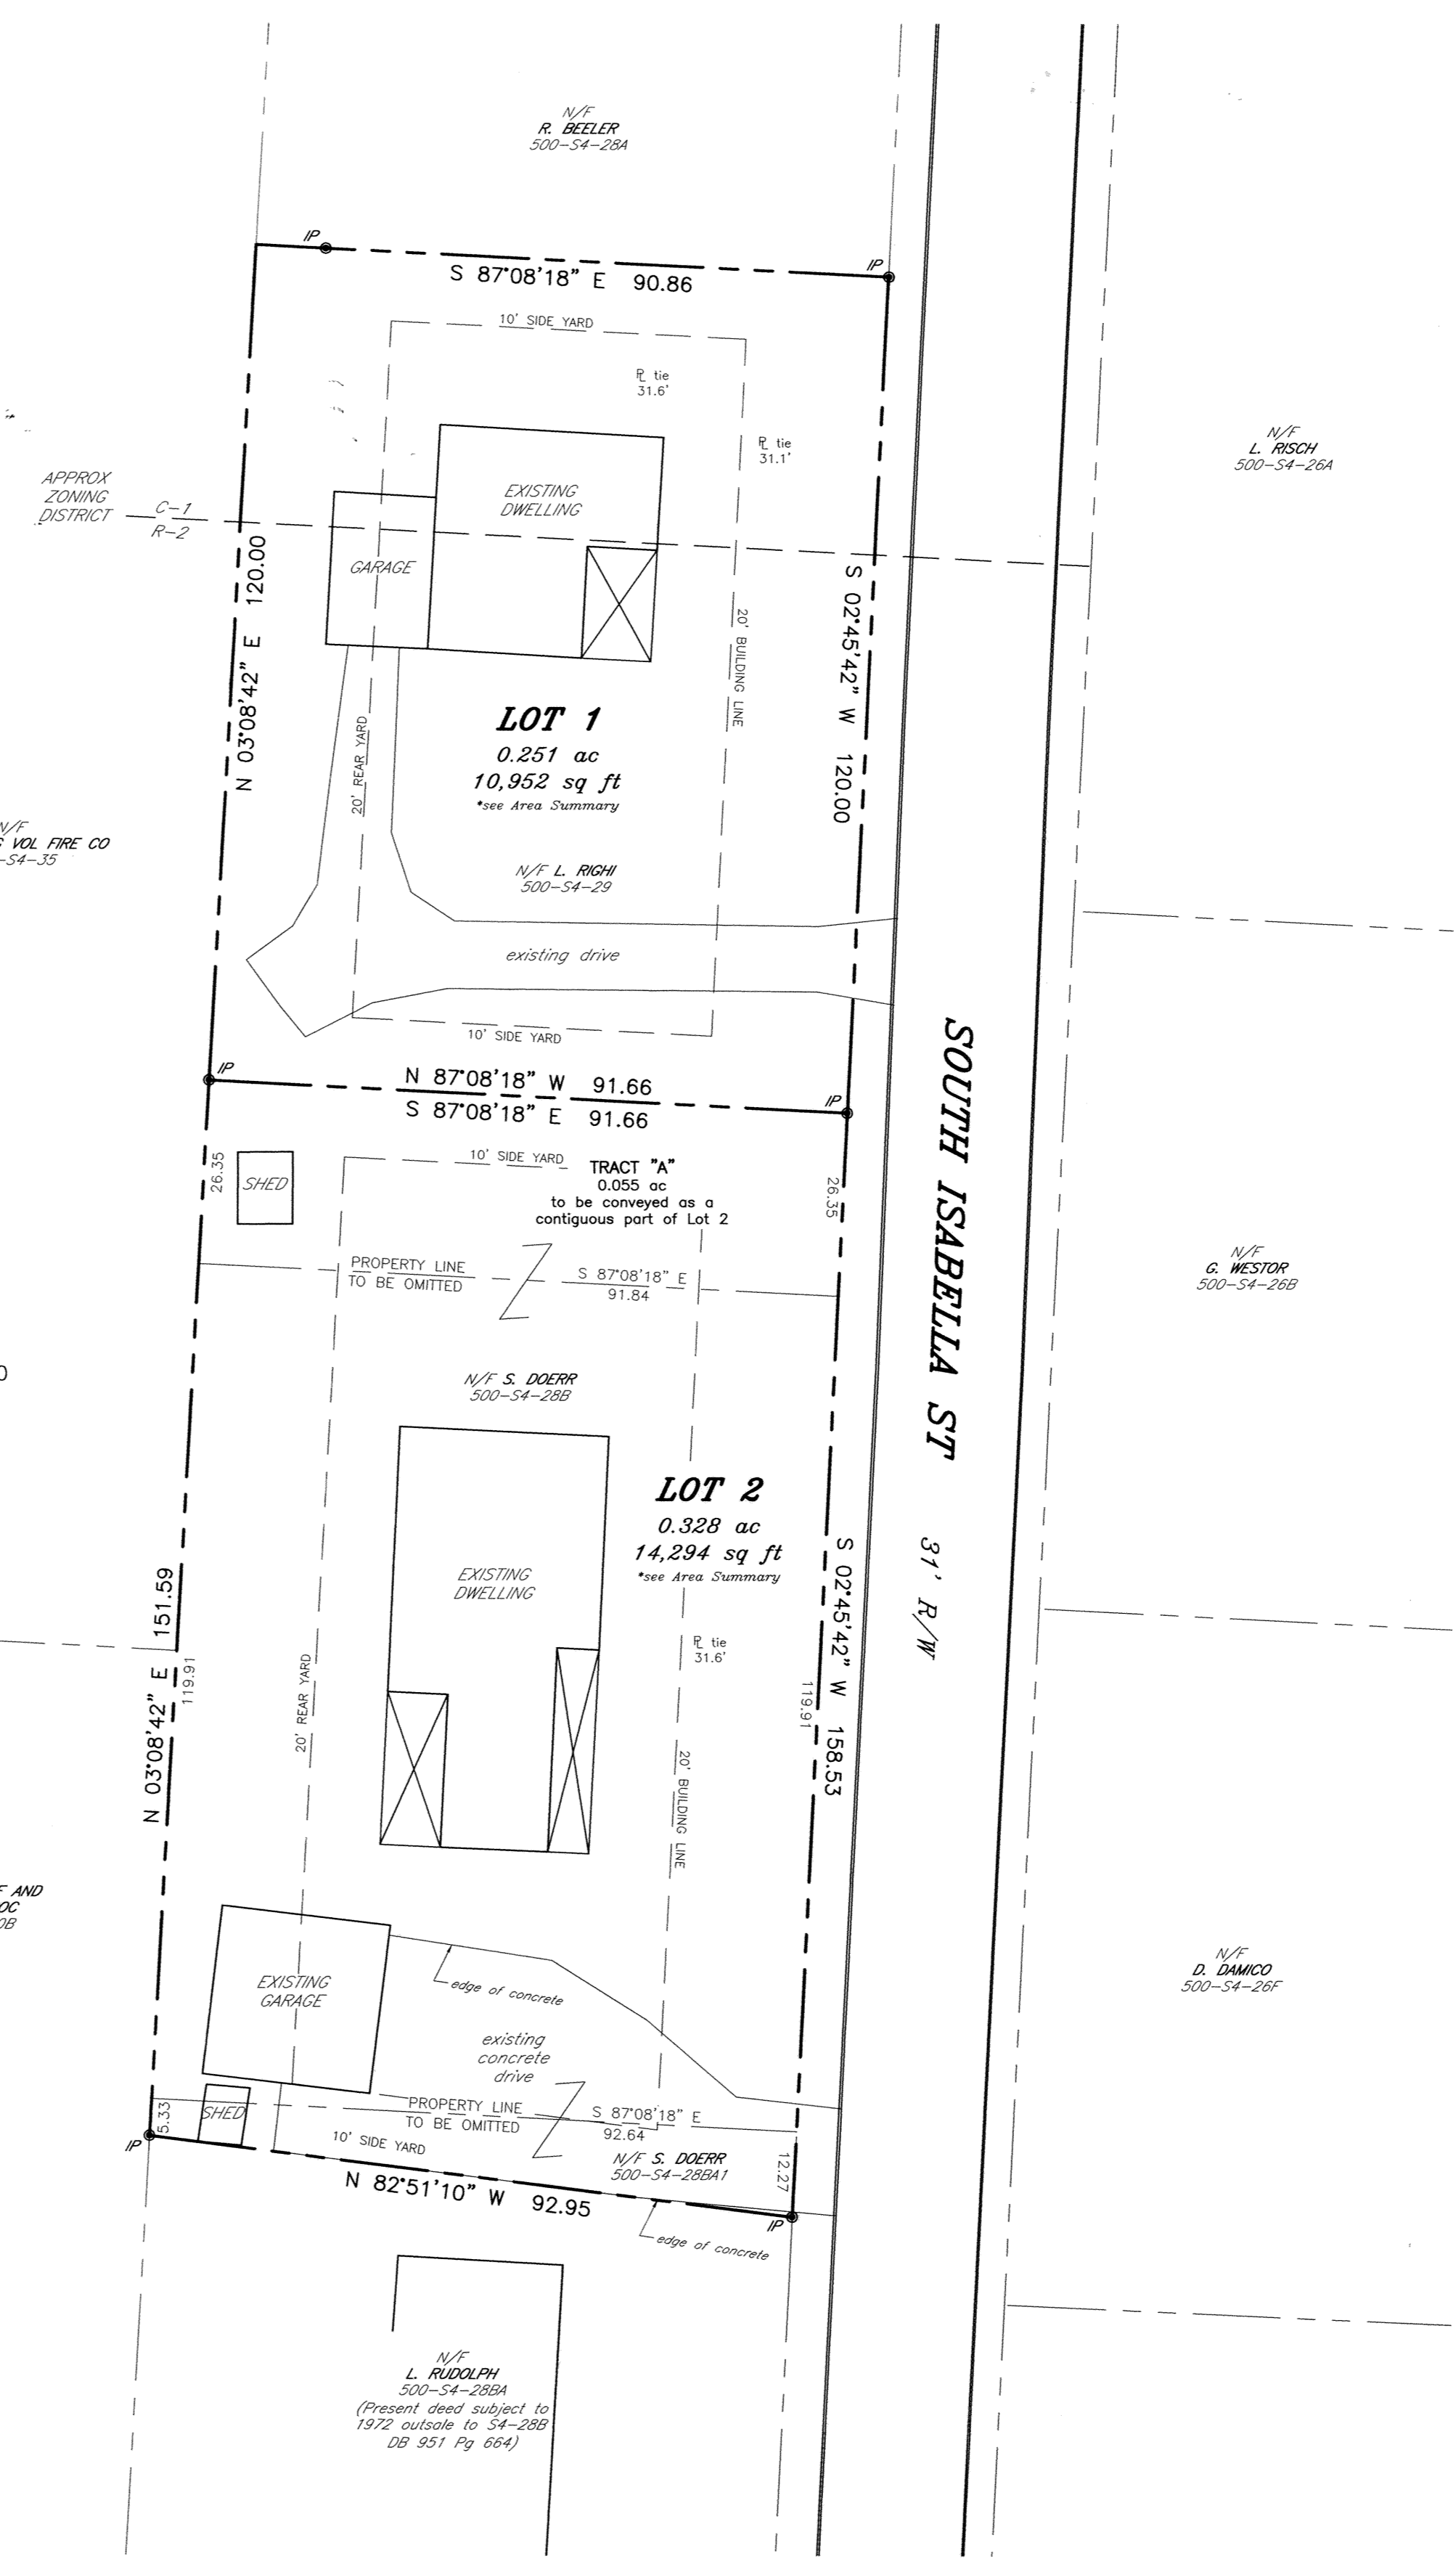 N/F
R. BEELER
500-S4-28A
IP
IP
S 87°08'18" E 90.86
10' SIDE YARD
PL tie
31.6'
PL tie
31.1'
N/F
L. RISCH
500-S4-26A
APPROX
ZONING
DISTRICT
C-1
R-2
EXISTING
DWELLING
GARAGE
N 03°08'42" E 120.00
S 02°45'42" W 120.00
20' BUILDING LINE
20' REAR YARD
LOT 1
0.251 ac
10,952 sq ft
*see Area Summary
N/F
VOL FIRE CO
-S4-35
N/F L. RIGHI
500-S4-29
existing drive
10' SIDE YARD
IP
N 87°08'18" W 91.66
IP
S 87°08'18" E 91.66
SOUTH ISABELLA ST
31' R/W
26.35
SHED
10' SIDE YARD
TRACT "A"
0.055 ac
to be conveyed as a
contiguous part of Lot 2
26.35
PROPERTY LINE
TO BE OMITTED
S 87°08'18" E
91.84
N/F
G. WESTOR
500-S4-26B
0
N/F S. DOERR
500-S4-28B
LOT 2
0.328 ac
14,294 sq ft
*see Area Summary
EXISTING
DWELLING
PL tie
31.6'
N 03°08'42" E 151.59
119.91
20' REAR YARD
20' BUILDING LINE
S 02°45'42" W 158.53
119.91
AND
OC
0B
EXISTING
GARAGE
edge of concrete
existing
concrete
drive
N/F
D. DAMICO
500-S4-26F
SHED
5.33
PROPERTY LINE
TO BE OMITTED
S 87°08'18" E
92.64
IP
10' SIDE YARD
N/F S. DOERR
500-S4-28BA1
12.27
N 82°51'10" W 92.95
IP
edge of concrete
N/F
L. RUDOLPH
500-S4-28BA
(Present deed subject to
1972 outsale to S4-28B
DB 951 Pg 664)